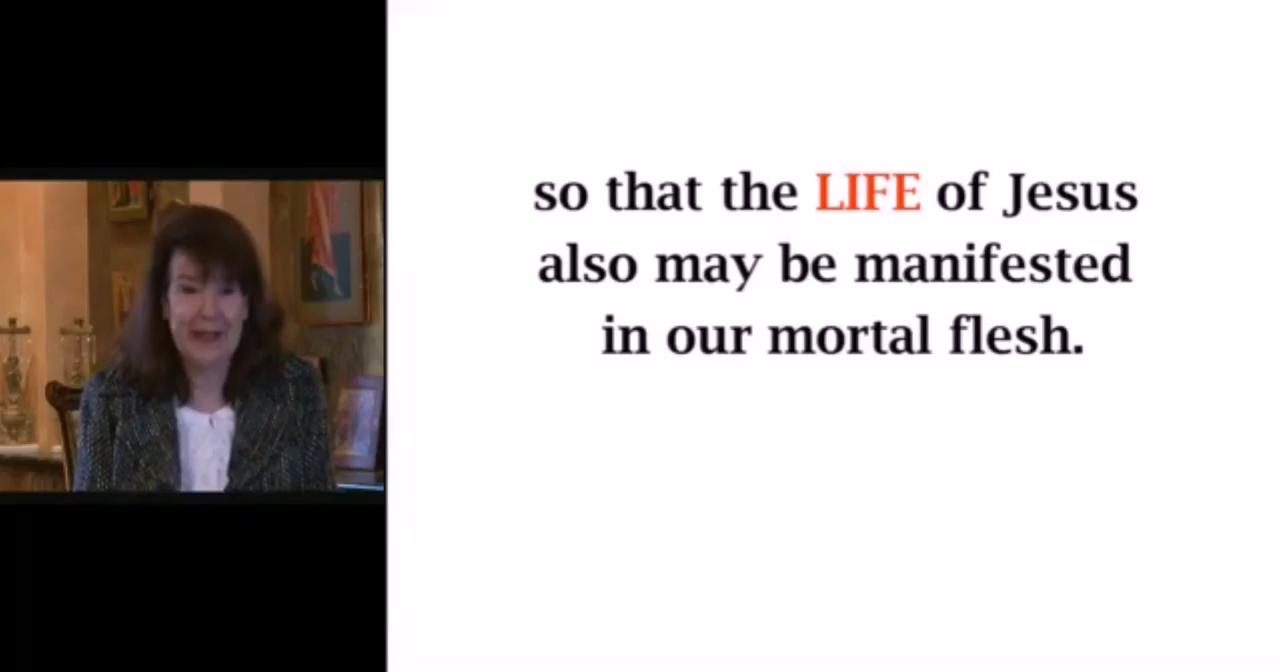 so that the LIFE of Jesus
also may be manifested
in our mortal flesh.